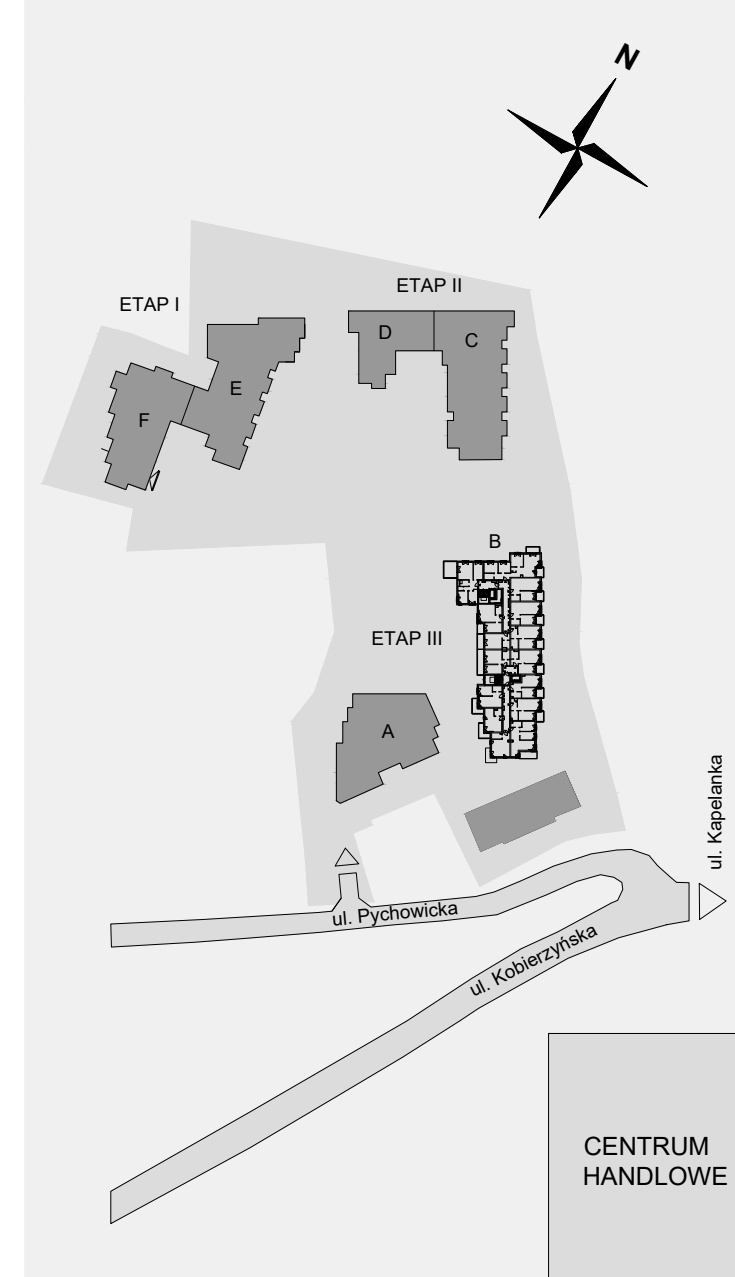 N
ETAP II
ETAP I
D
C
E
F
B
ETAP III
A
ul. Kapelanka
ul. Pychowicka
ul. Kobierzyńska
CENTRUM
HANDLOWE